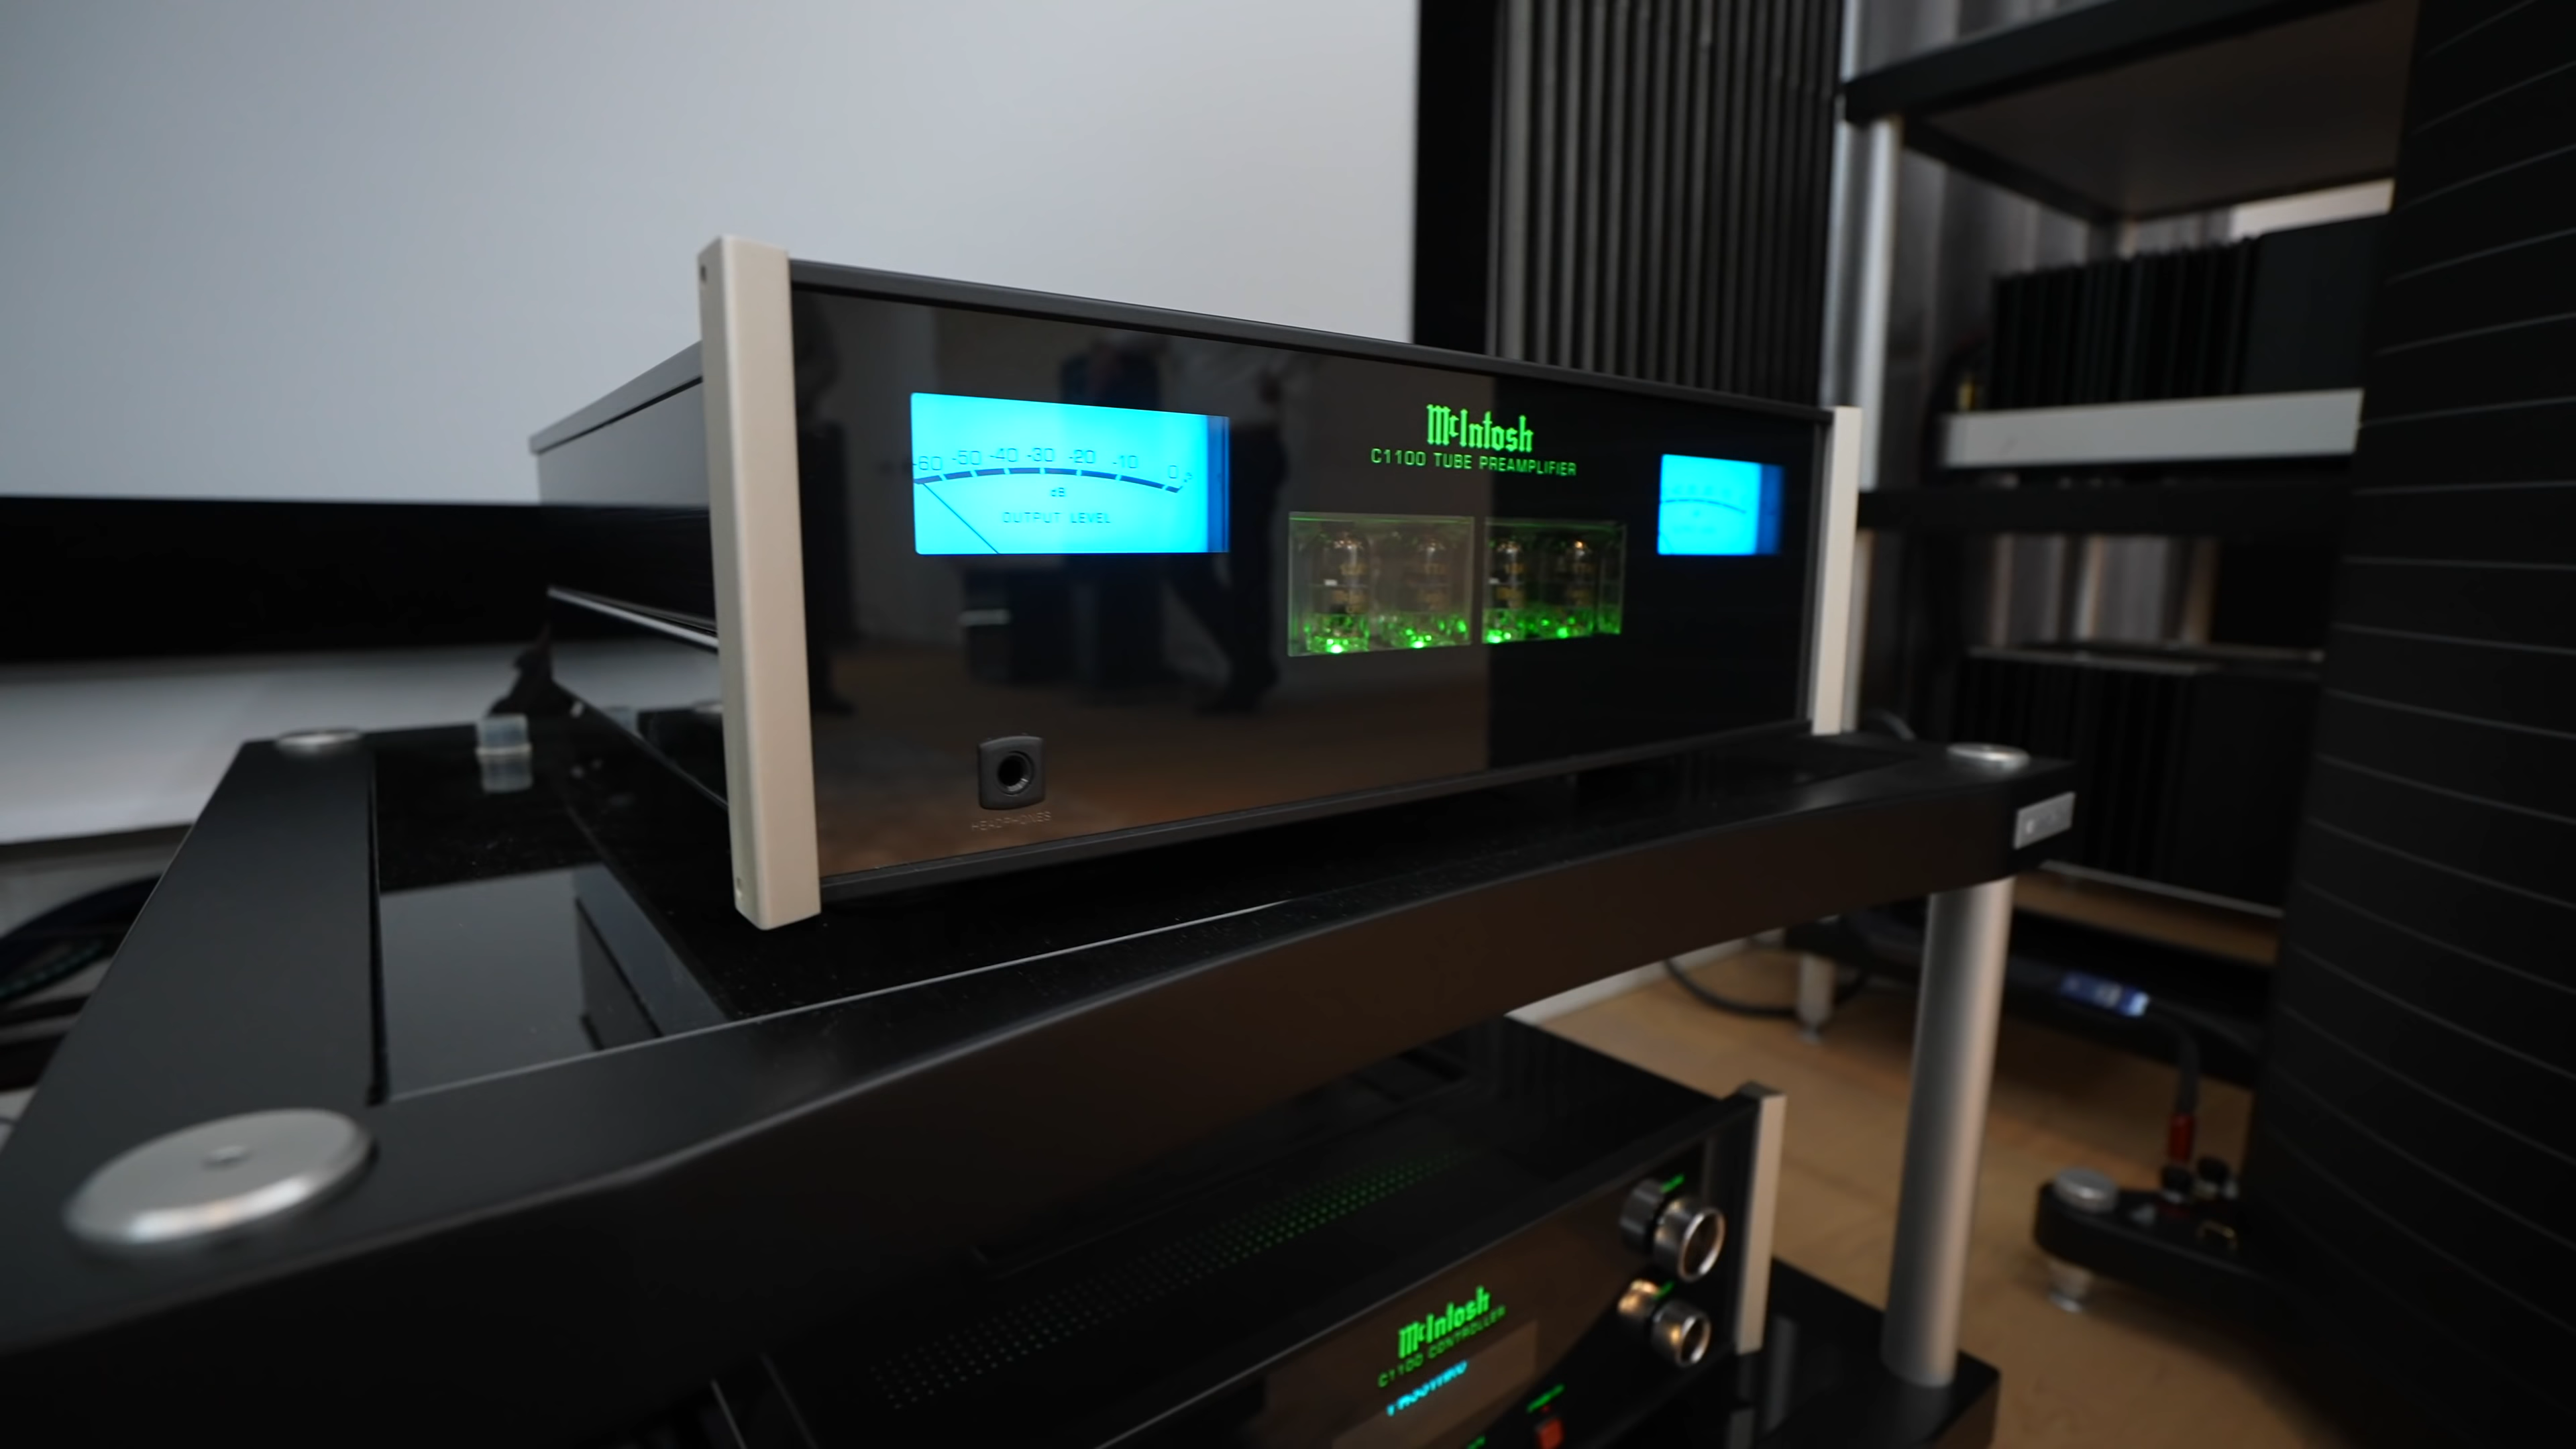 -60 -50 -40 -30 -20 -10 0
dB
OUTPUT LEVEL
McIntosh
C1100 TUBE PREAMPLIFIER
HEADPHONES
McIntosh
C1100 CONTROLLER